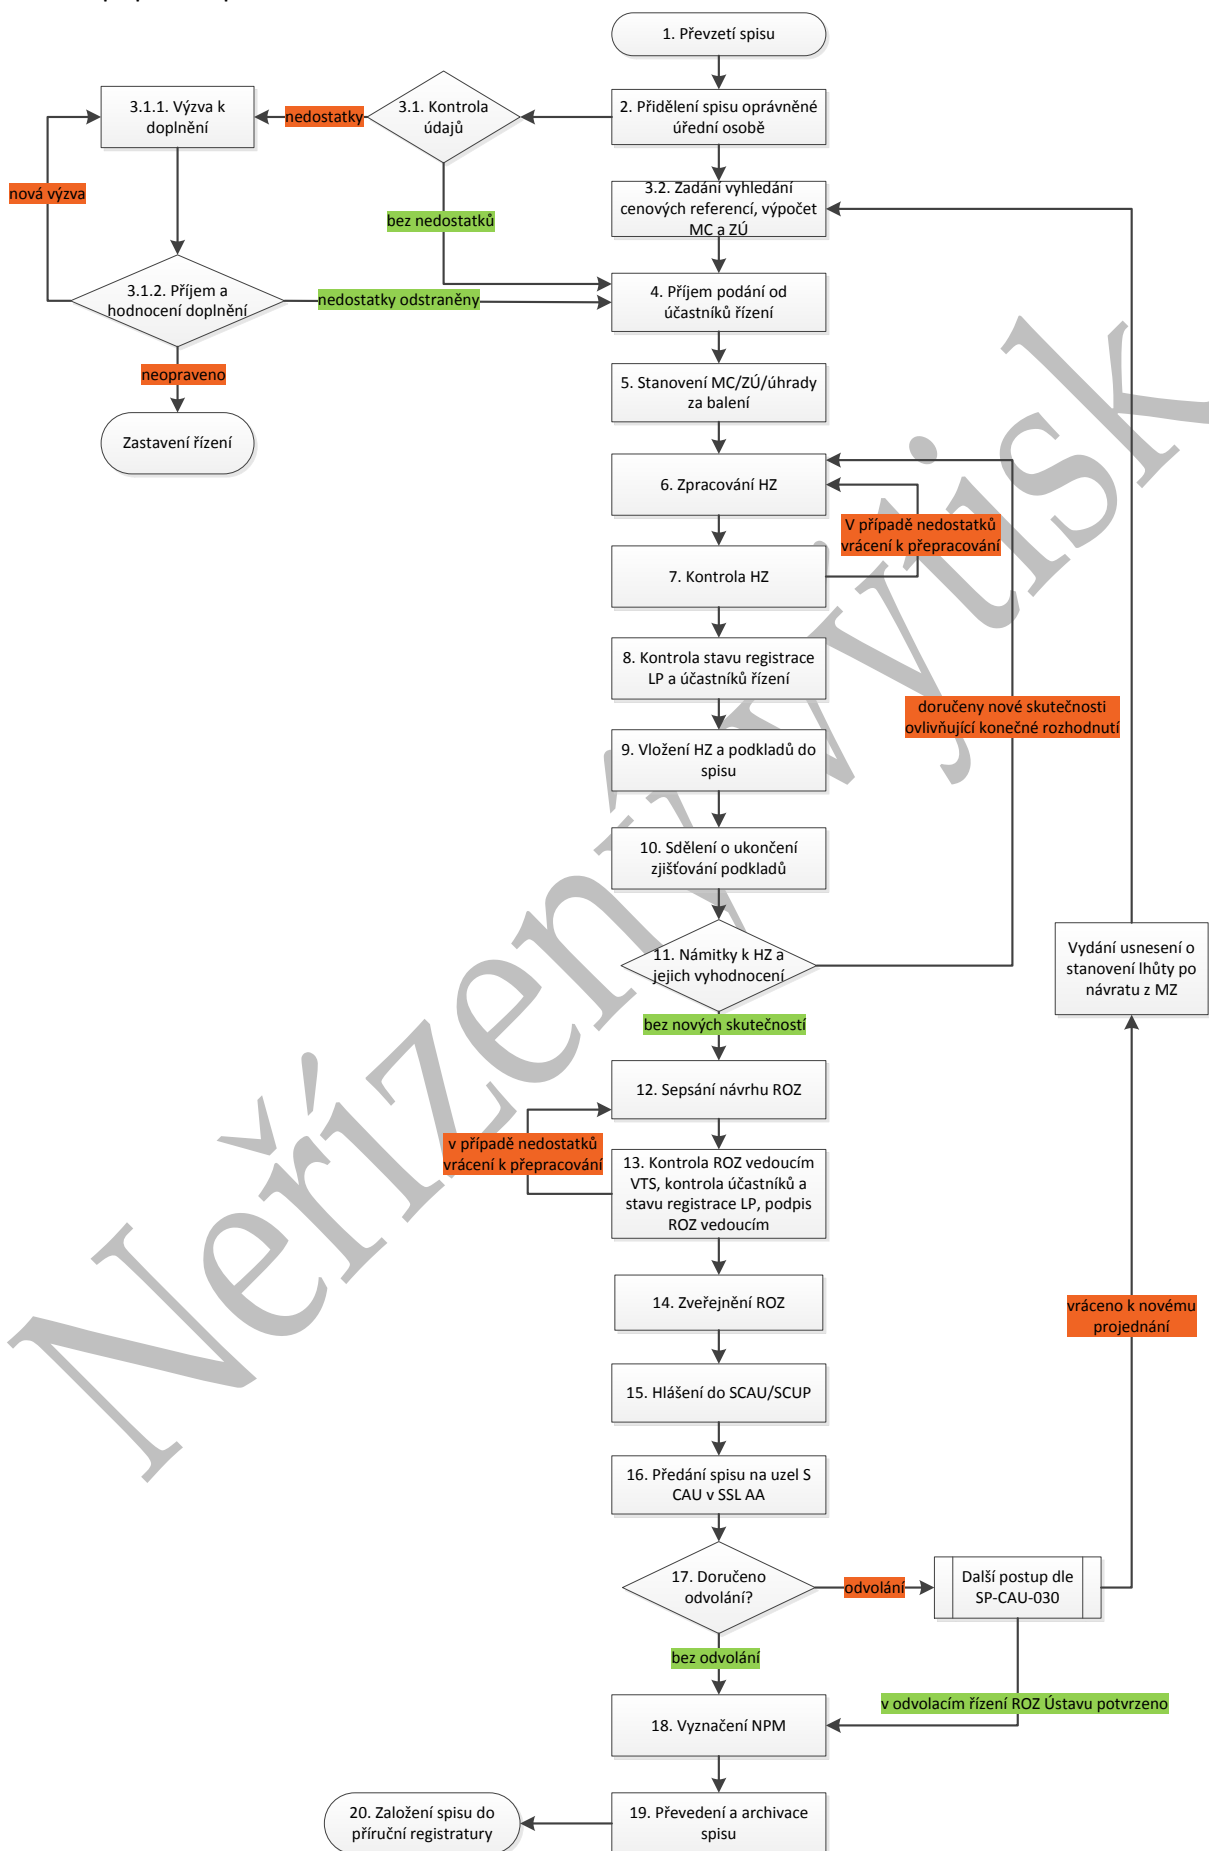 1. Převzetí spisu
2. Přidělení spisu oprávněné
úřední osobě
3.1. Kontrola
údajů
nedostatky
3.1.1. Výzva k
doplnění
nová výzva
bez nedostatků
3.2. Zadání vyhledání
cenových referencí, výpočet
MC a ZÚ
3.1.2. Příjem a
hodnocení doplnění
nedostatky odstraněny
4. Příjem podání od
účastníků řízení
neopraveno
Zastavení řízení
5. Stanovení MC/ZÚ/úhrady
za balení
6. Zpracování HZ
V případě nedostatků
vrácení k přepracování
7. Kontrola HZ
8. Kontrola stavu registrace
LP a účastníků řízení
doručeny nové skutečnosti
ovlivňující konečné rozhodnutí
9. Vložení HZ a podkladů do
spisu
10. Sdělení o ukončení
zjišťování podkladů
11. Námitky k HZ a
jejich vyhodnocení
Vydání usnesení o
stanovení lhůty po
návratu z MZ
bez nových skutečností
12. Sepsání návrhu ROZ
v případě nedostatků
vrácení k přepracování
13. Kontrola ROZ vedoucím
VTS, kontrola účastníků a
stavu registrace LP, podpis
ROZ vedoucím
14. Zveřejnění ROZ
vráceno k novému
projednání
15. Hlášení do SCAU/SCUP
16. Předání spisu na uzel S
CAU v SSL AA
17. Doručeno
odvolání?
odvolání
Další postup dle
SP-CAU-030
bez odvolání
v odvolacím řízení ROZ Ústavu potvrzeno
18. Vyznačení NPM
19. Převedení a archivace
spisu
20. Založení spisu do
příruční registratury
Neřízený výtisk